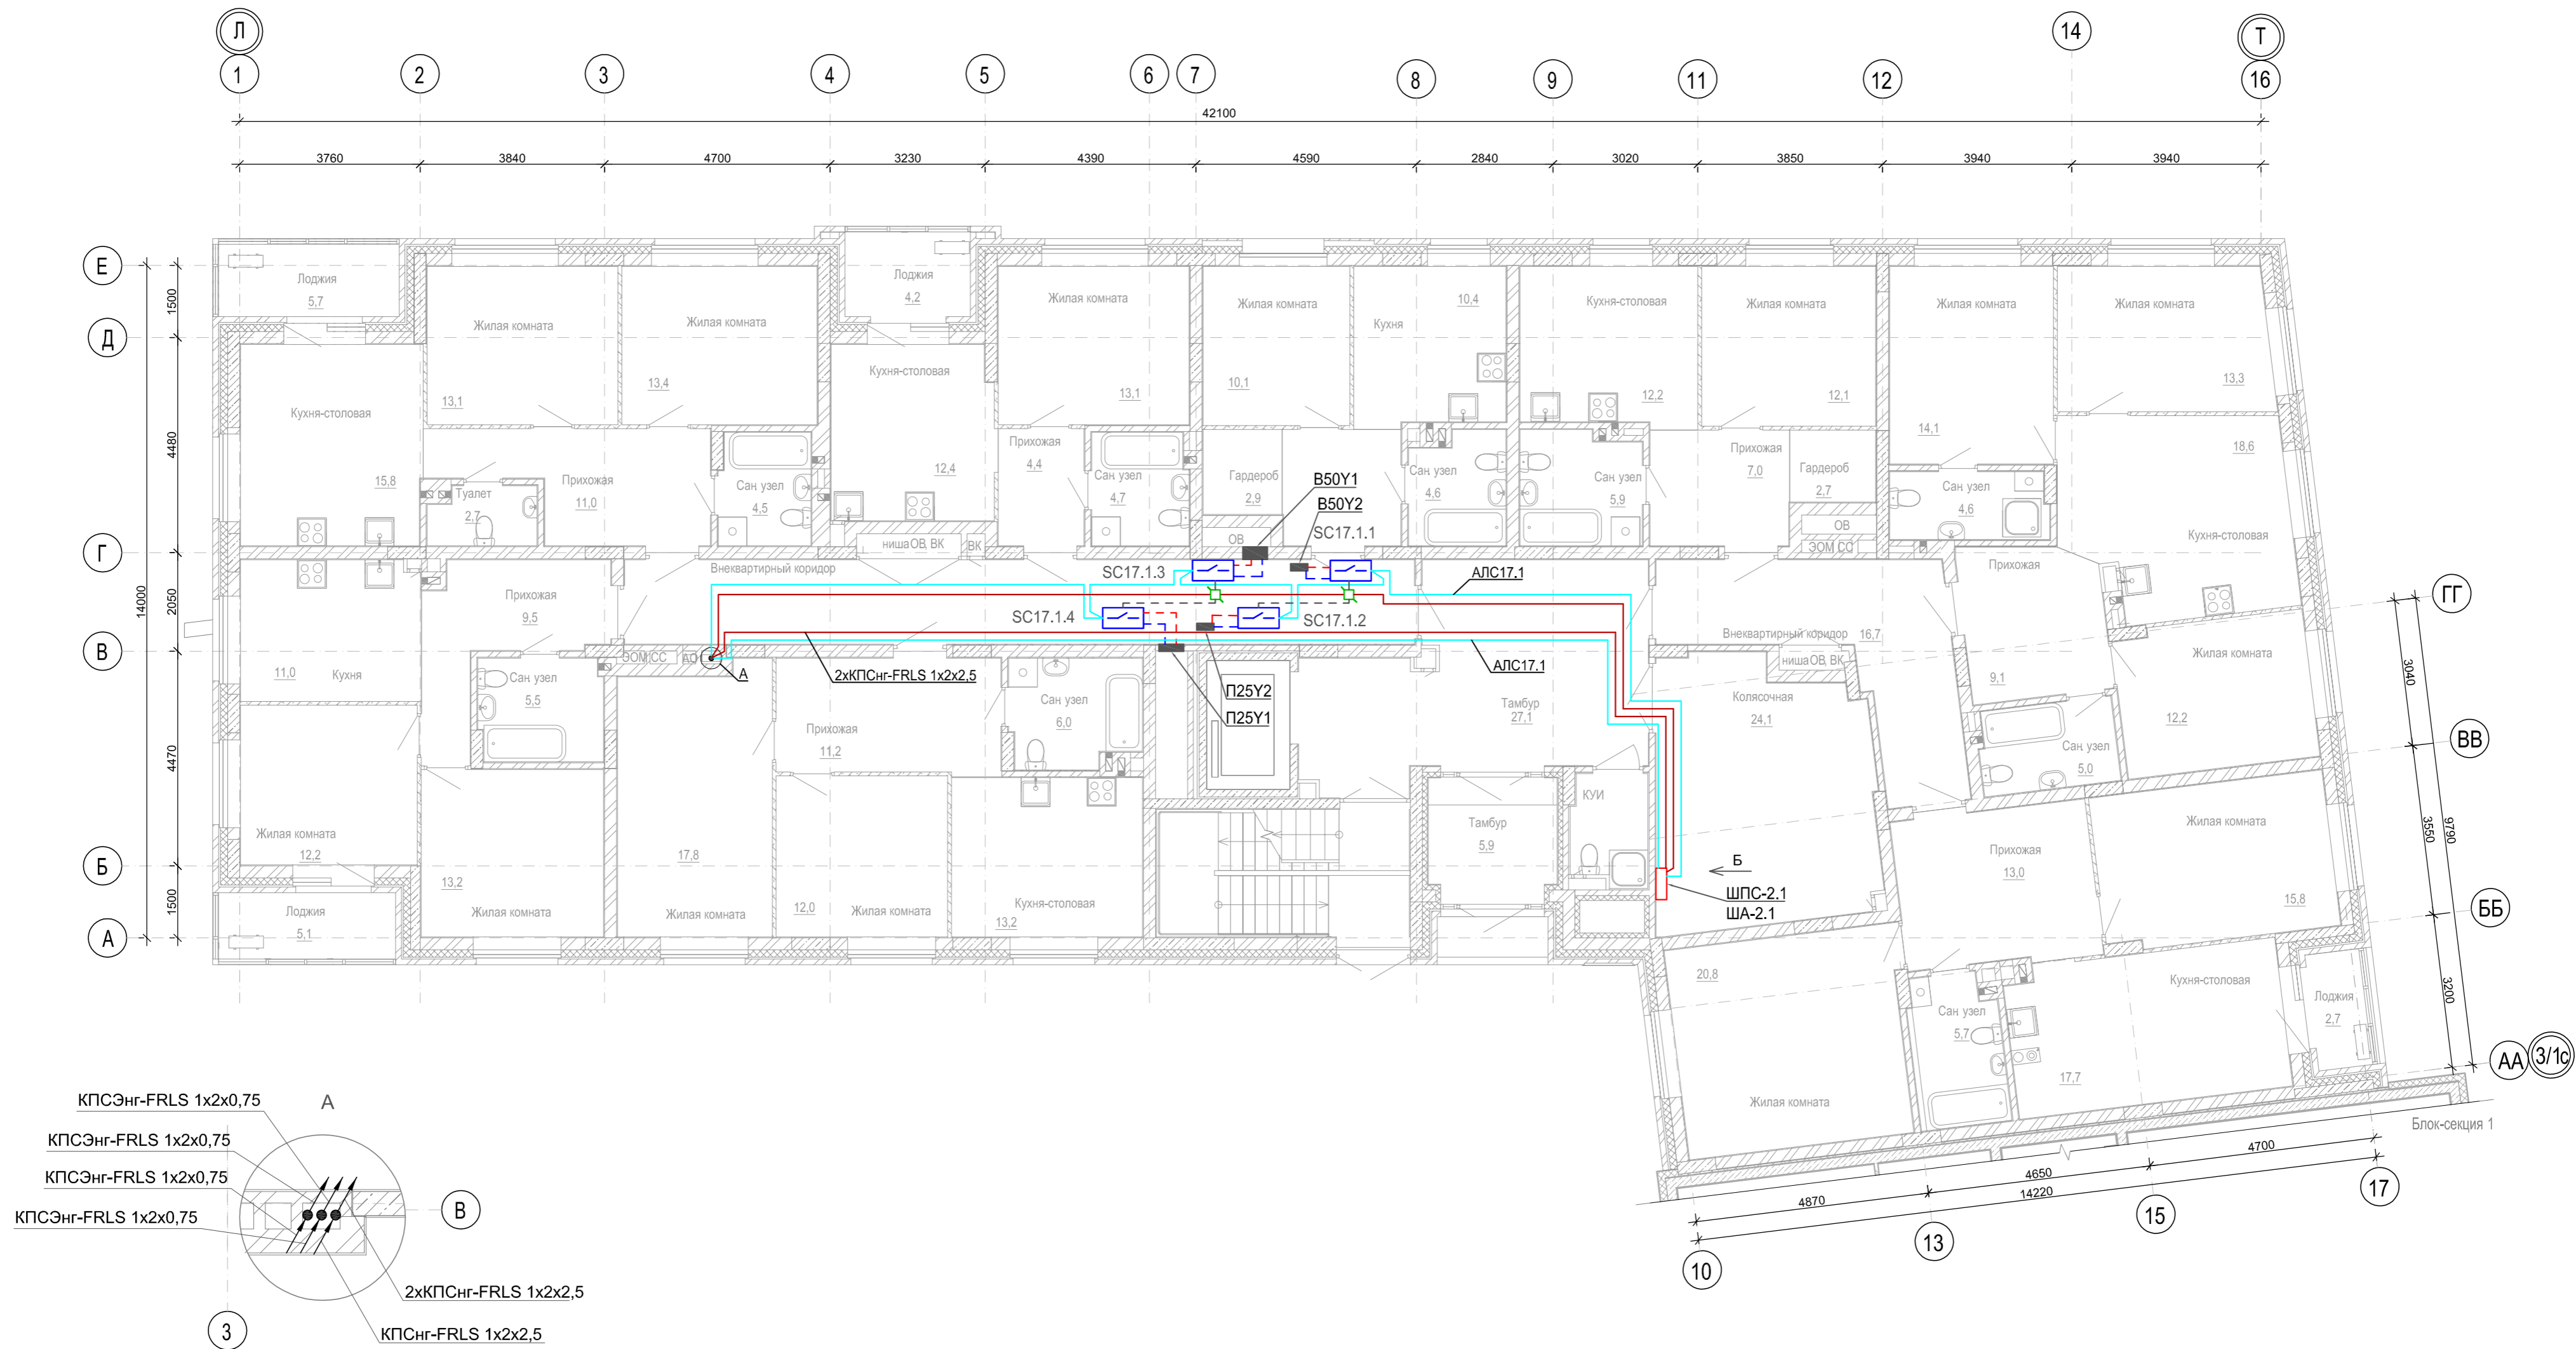 Л
Т
1
2
3
4
5
6
7
8
9
11
12
14
16
42100
3760
3840
4700
3230
4390
4590
2840
3020
3850
3940
3940
Е
Д
Г
В
Б
А
1500
4480
2050
4470
1500
14000
Лоджия
5,7
Жилая комната
13,1
Жилая комната
13,4
Лоджия
4,2
Кухня-столовая
12,4
Жилая комната
13,1
Жилая комната
10,1
Кухня
10,4
Кухня-столовая
12,2
Жилая комната
12,1
Жилая комната
14,1
Жилая комната
13,3
Кухня-столовая
15,8
Туалет
2,7
Прихожая
11,0
Сан. узел
4,5
Прихожая
4,4
Сан. узел
4,7
Гардероб
2,9
Сан. узел
4,6
Сан. узел
5,9
Прихожая
7,0
Гардероб
2,7
Сан. узел
4,6
18,6
Кухня-столовая
ниша ОВ, ВК
ВК
ОВ
ОВ
ЭОМ СС
В50Y1
В50Y2
SC17.1.1
SC17.1.3
SC17.1.4
SC17.1.2
АЛС17.1
АЛС17.1
Внеквартирный коридор
Прихожая
9,5
11,0
Кухня
ЭОМ СС
АО
А
2хКПСнг-FRLS 1x2x2,5
П25Y2
П25Y1
Сан. узел
5,5
Прихожая
11,2
Сан. узел
6,0
Тамбур
27,1
Внеквартирный коридор
16,7
ниша ОВ, ВК
Колясочная
24,1
Прихожая
9,1
Жилая комната
12,2
Сан. узел
5,0
Жилая комната
12,2
13,2
Жилая комната
17,8
Жилая комната
12,0
Жилая комната
Кухня-столовая
13,2
Тамбур
5,9
КУИ
Б
ШПС-2.1
ША-2.1
Прихожая
13,0
Жилая комната
15,8
Лоджия
5,1
20,8
Жилая комната
Сан. узел
5,7
Кухня-столовая
17,7
Лоджия
2,7
ГГ
ВВ
ББ
АА
3/1с
3040
3550
3200
9790
Блок-секция 1
4870
4650
4700
14220
10
13
15
17
А
КПСЭнг-FRLS 1x2x0,75
КПСЭнг-FRLS 1x2x0,75
КПСЭнг-FRLS 1x2x0,75
КПСЭнг-FRLS 1x2x0,75
В
2хКПСнг-FRLS 1x2x2,5
КПСнг-FRLS 1x2x2,5
3